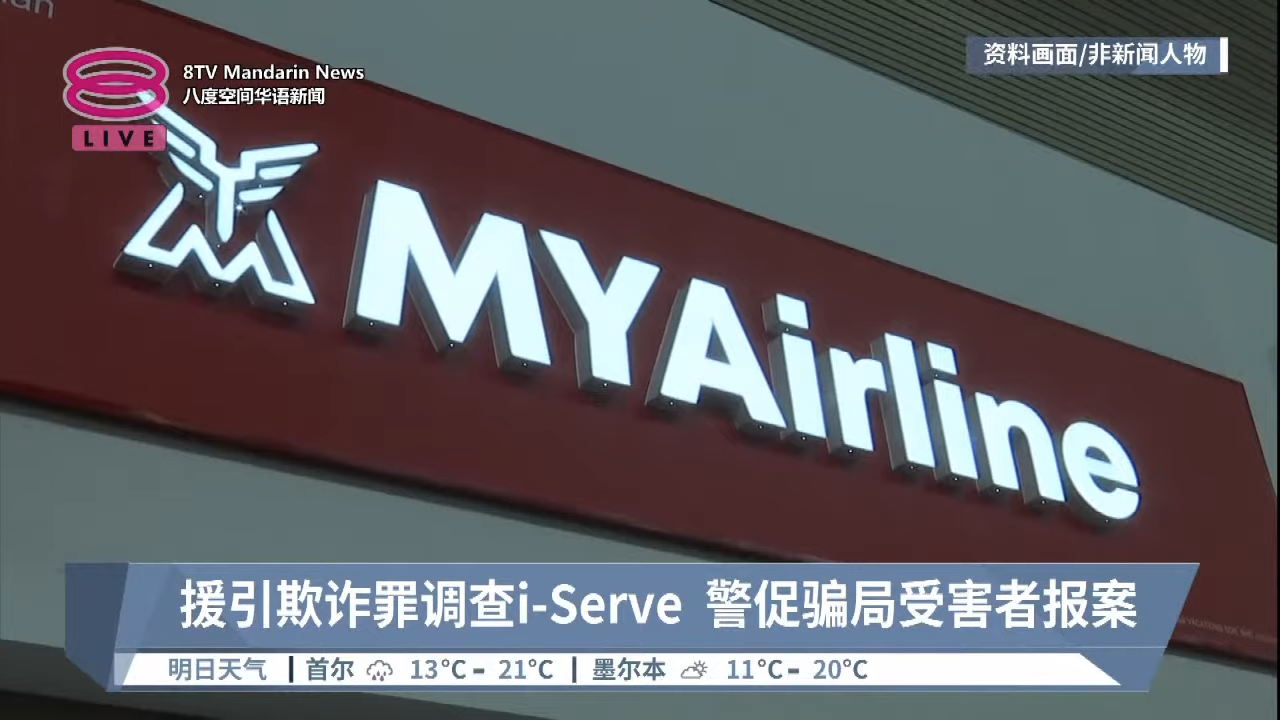 资料画面/非新闻人物
8TV Mandarin News
八度空间华语新闻
LIVE
MYAirline
援引欺诈罪调查i-Serve 警促骗局受害者报案
明日天气 | 首尔 13°C - 21°C | 墨尔本 11°C - 20°C